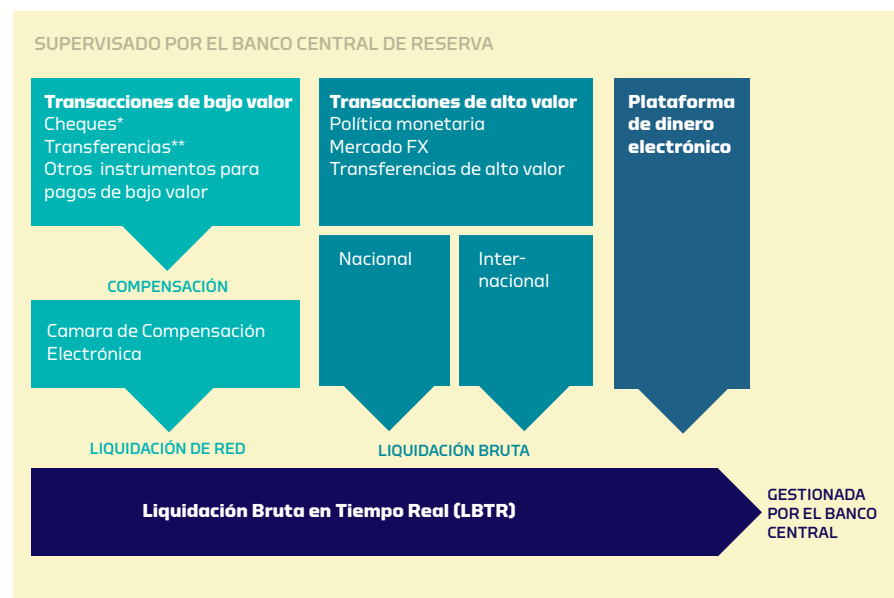 SUPERVISADO POR EL BANCO CENTRAL DE RESERVA
Transacciones de bajo valor
Cheques*
Transferencias**
Otros instrumentos para
pagos de bajo valor
COMPENSACIÓN
Camara de Compensación
Electrónica
LIQUIDACIÓN DE RED
Transacciones de alto valor
Política monetaria
Mercado FX
Transferencias de alto valor
Nacional
Inter-
nacional
LIQUIDACIÓN BRUTA
Plataforma
de dinero
electrónico
Liquidación Bruta en Tiempo Real (LBTR)
GESTIONADA
POR EL BANCO
CENTRAL